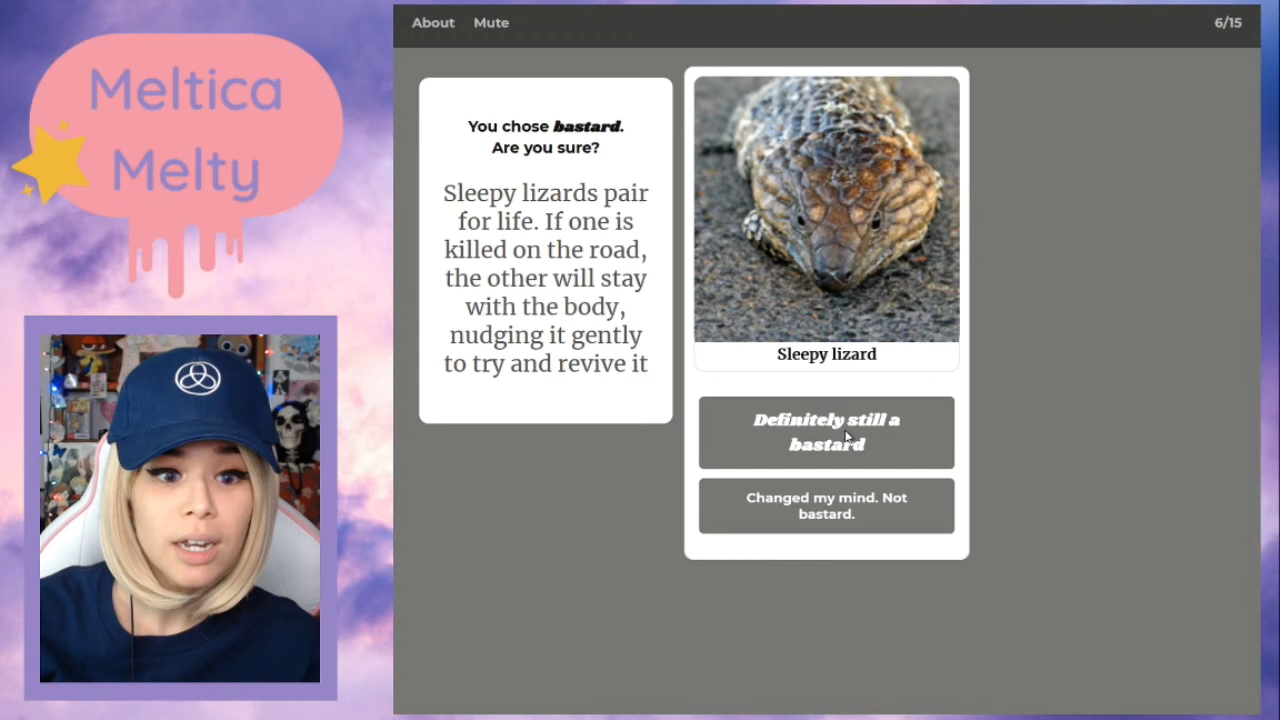 Meltica
Melty
About Mute 6/15
You chose bastard.
Are you sure?
Sleepy lizards pair
for life. If one is
killed on the road,
the other will stay
with the body,
nudging it gently
to try and revive it
Sleepy lizard
Definitely still a
bastard
Changed my mind. Not
bastard.